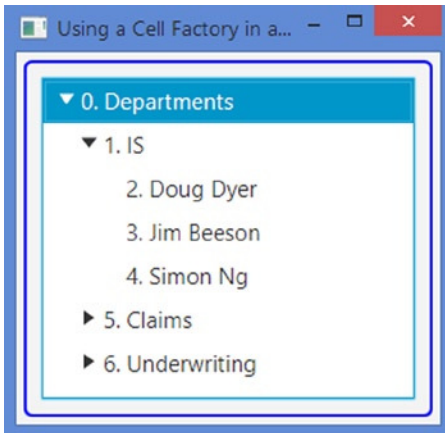 Using a Cell Factory in a...
0. Departments
1. IS
2. Doug Dyer
3. Jim Beeson
4. Simon Ng
5. Claims
6. Underwriting